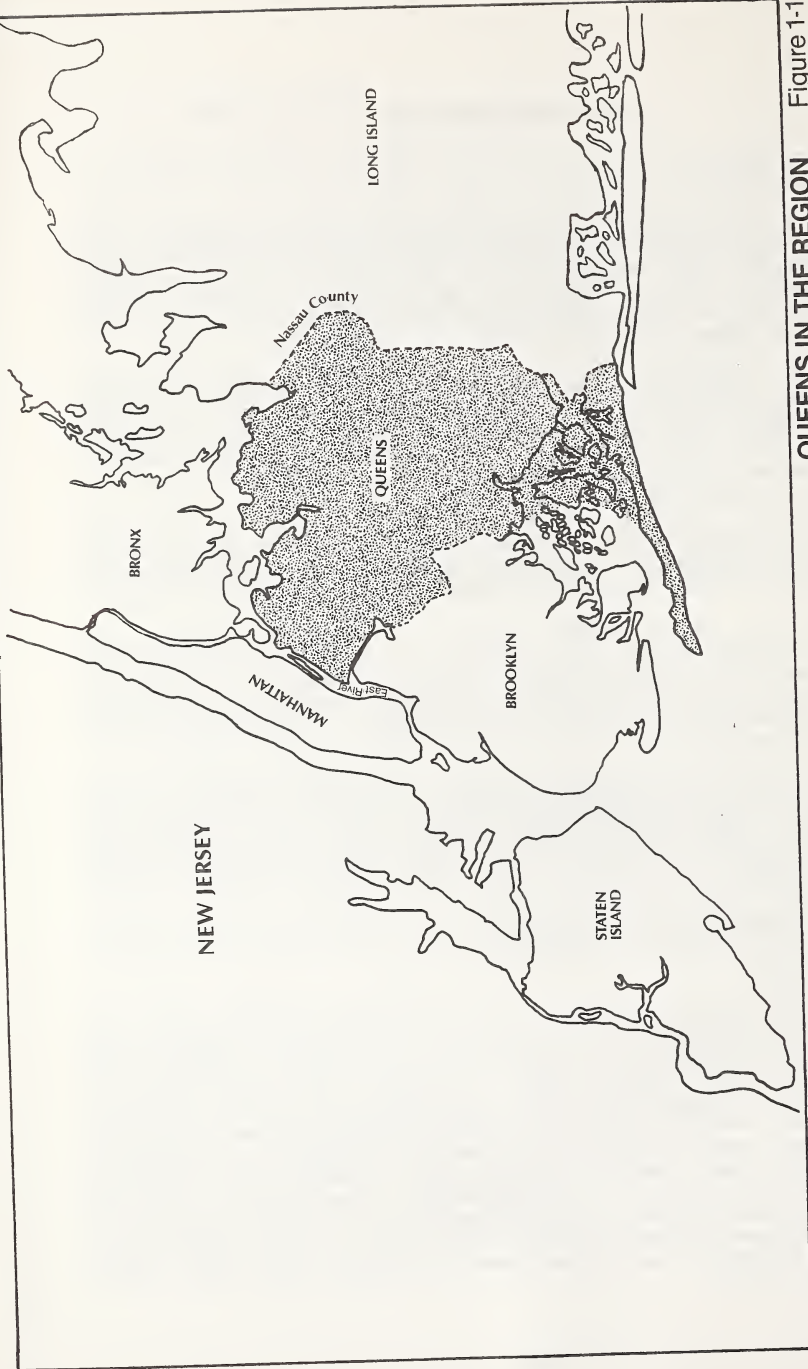 LONG ISLAND
Nassau County
BRONX
QUEENS
MANHATTAN
East River
BROOKLYN
NEW JERSEY
STATEN
ISLAND
QUEENS IN THE REGION Figure 1-1